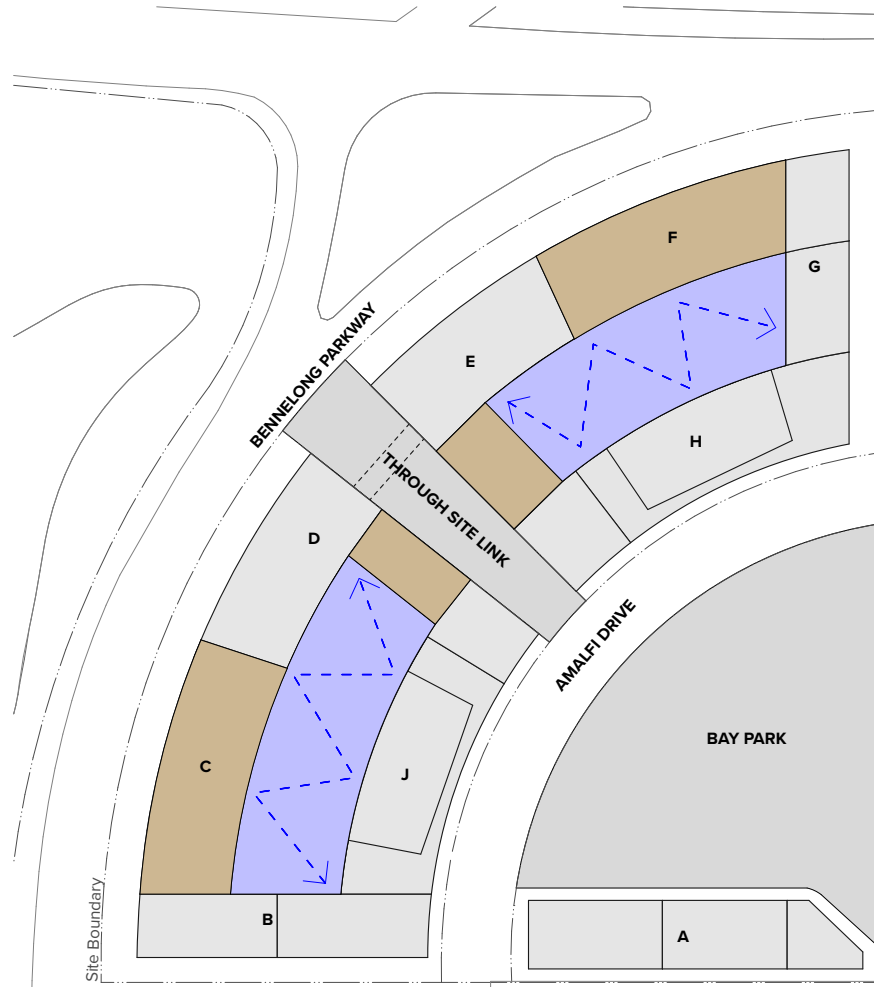 F
G
BENNELONG PARKWAY
E
H
THROUGH SITE LINK
D
AMALFI DRIVE
BAY PARK
C
J
Site Boundary
B
A